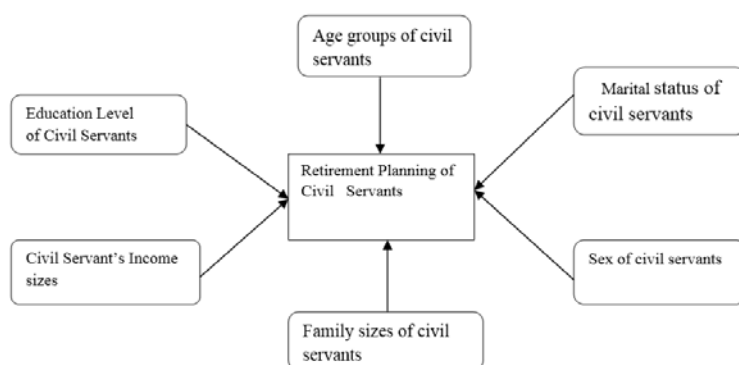 Age groups of civil
servants
Education Level
of Civil Servants
Marital status of
civil servants
Retirement Planning of
Civil Servants
Civil Servant's Income
sizes
Sex of civil servants
Family sizes of civil
servants